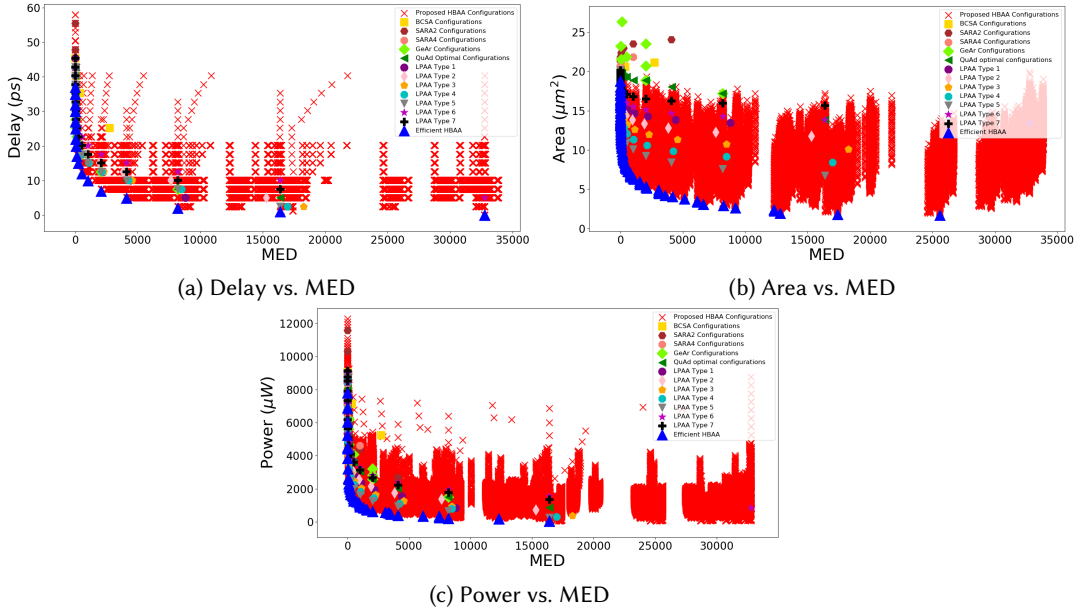 60
50
40
30
20
10
0
Delay (ps)
0 5000 10000 15000 20000 25000 30000 35000
MED
Proposed HBAA Configurations
BCSA Configurations
SARA2 Configurations
SARA4 Configurations
GeAr Configurations
QuAd Optimal configurations
LPAA Type 1
LPAA Type 2
LPAA Type 3
LPAA Type 4
LPAA Type 5
LPAA Type 6
LPAA Type 7
Efficient HBAA
(a) Delay vs. MED
25
20
15
10
5
0
Area (μm²)
0 5000 10000 15000 20000 25000 30000 35000
MED
Proposed HBAA Configurations
BCSA Configurations
SARA2 Configurations
SARA4 Configurations
GeAr Configurations
QuAd Optimal configurations
LPAA Type 1
LPAA Type 2
LPAA Type 3
LPAA Type 4
LPAA Type 5
LPAA Type 6
LPAA Type 7
Efficient HBAA
(b) Area vs. MED
12000
10000
8000
6000
4000
2000
0
Power (μW)
0 5000 10000 15000 20000 25000 30000
MED
Proposed HBAA Configurations
BCSA Configurations
SARA2 Configurations
SARA4 Configurations
GeAr Configurations
QuAd optimal configurations
LPAA Type 1
LPAA Type 2
LPAA Type 3
LPAA Type 4
LPAA Type 5
LPAA Type 6
LPAA Type 7
Efficient HBAA
(c) Power vs. MED